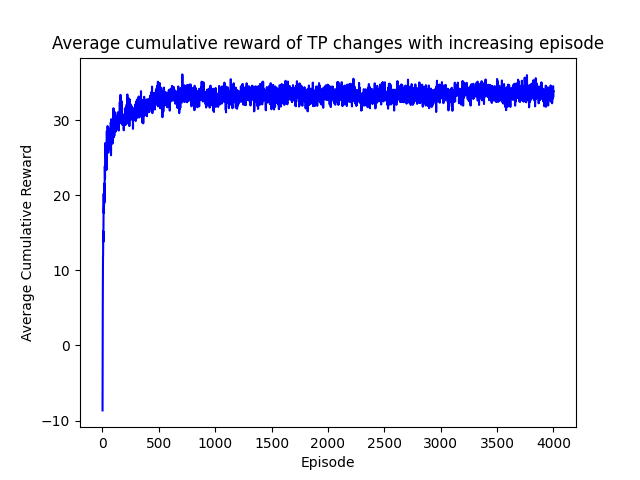 Average cumulative reward of TP changes with increasing episode
30
20
10
0
−10
Average Cumulative Reward
0 500 1000 1500 2000 2500 3000 3500 4000
Episode